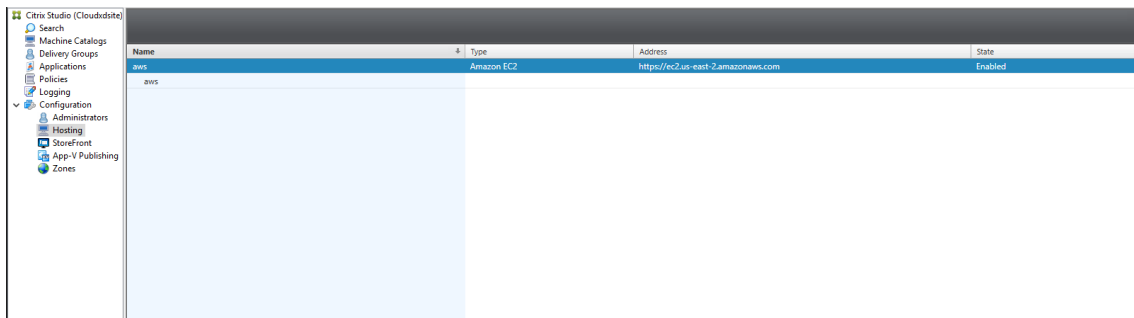 Citrix Studio (Cloudxdsite)
Search
Machine Catalogs
Delivery Groups
Applications
Policies
Logging
Configuration
Administrators
Hosting
StoreFront
App-V Publishing
Zones
Name Type Address State
aws Amazon EC2 https://ec2.us-east-2.amazonaws.com Enabled
aws